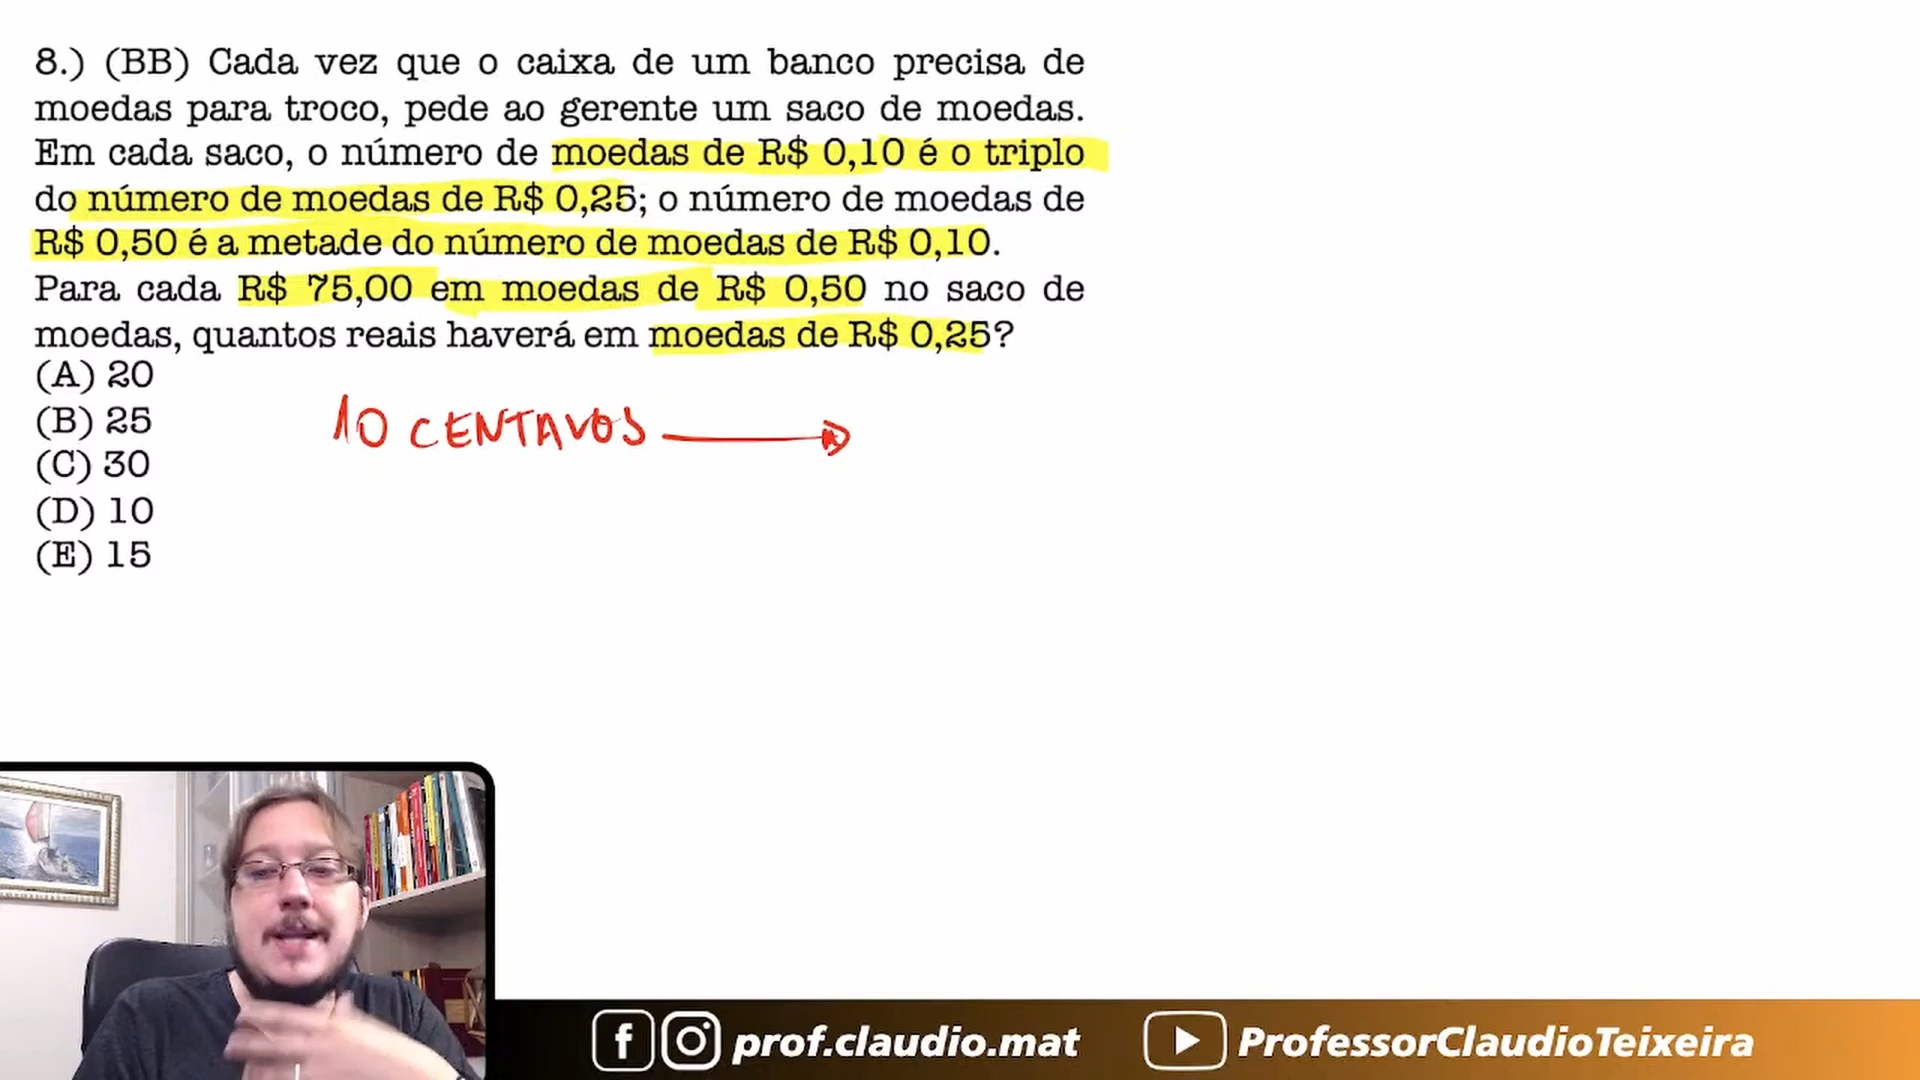 8.) (BB) Cada vez que o caixa de um banco precisa de
moedas para troco, pede ao gerente um saco de moedas.
Em cada saco, o número de moedas de R$ 0,10 é o triplo
do número de moedas de R$ 0,25; o número de moedas de
R$ 0,50 é a metade do número de moedas de R$ 0,10.
Para cada R$ 75,00 em moedas de R$ 0,50 no saco de
moedas, quantos reais haverá em moedas de R$ 0,25?
(A) 20
(B) 25
(C) 30
(D) 10
(E) 15
10 CENTAVOS
prof.claudio.mat
ProfessorClaudioTeixeira